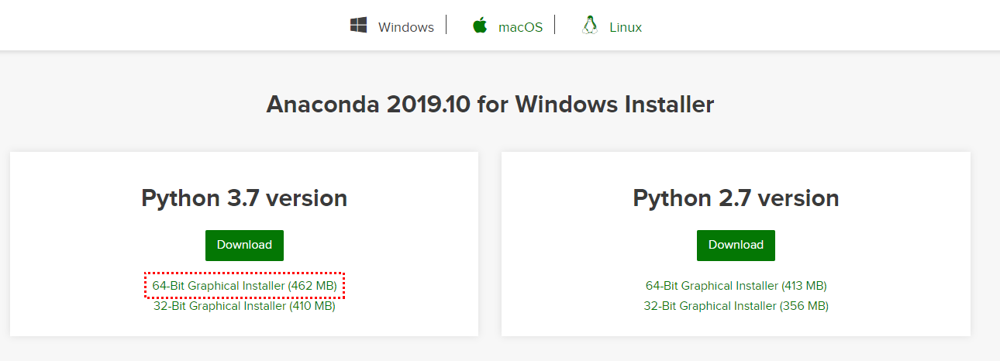 Windows macOS Linux
Anaconda 2019.10 for Windows Installer
Python 3.7 version
Download
64-Bit Graphical Installer (462 MB)
32-Bit Graphical Installer (410 MB)
Python 2.7 version
Download
64-Bit Graphical Installer (413 MB)
32-Bit Graphical Installer (356 MB)